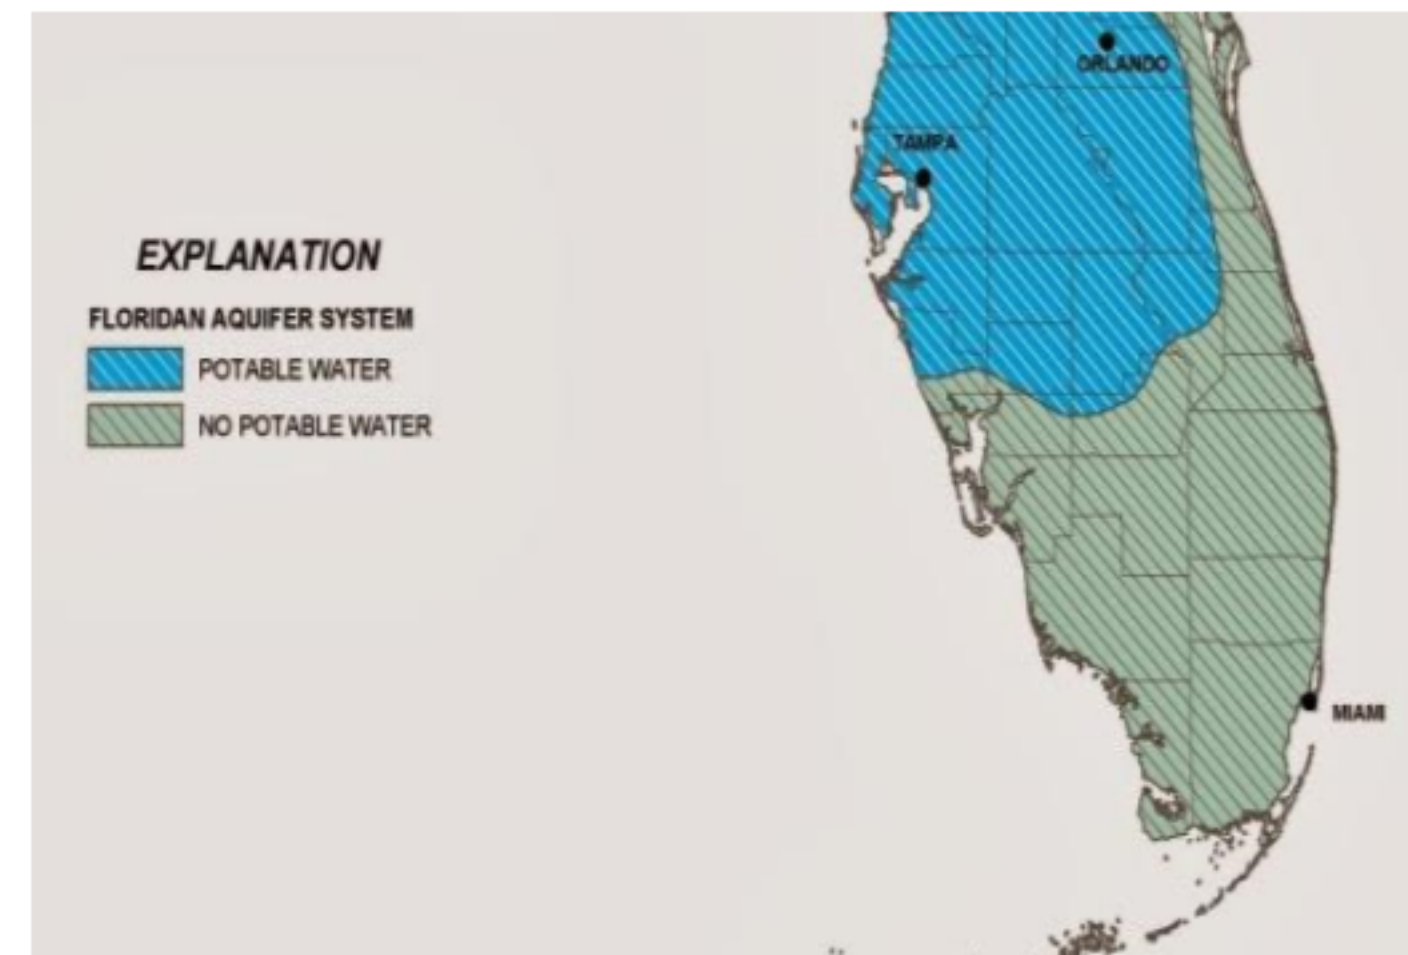 ORLANDO
TAMPA
EXPLANATION
FLORIDAN AQUIFER SYSTEM
POTABLE WATER
NO POTABLE WATER
MIAMI